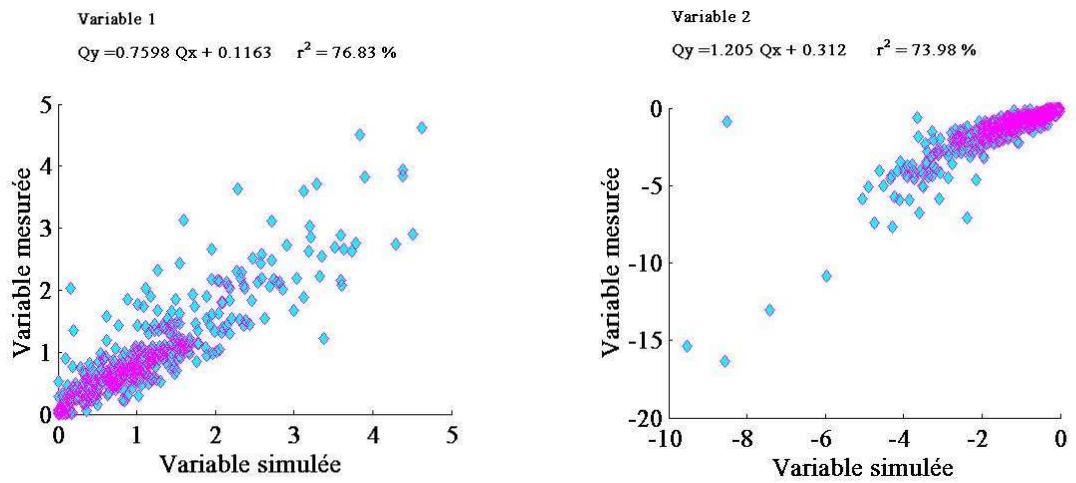 Variable 1
Qy =0.7598 Qx + 0.1163 r² = 76.83 %
5
4
3
2
1
0
Variable mesurée
0 1 2 3 4 5
Variable simulée
Variable 2
Qy =1.205 Qx + 0.312 r² = 73.98 %
0
-5
-10
-15
-20
Variable mesurée
-10 -8 -6 -4 -2 0
Variable simulée